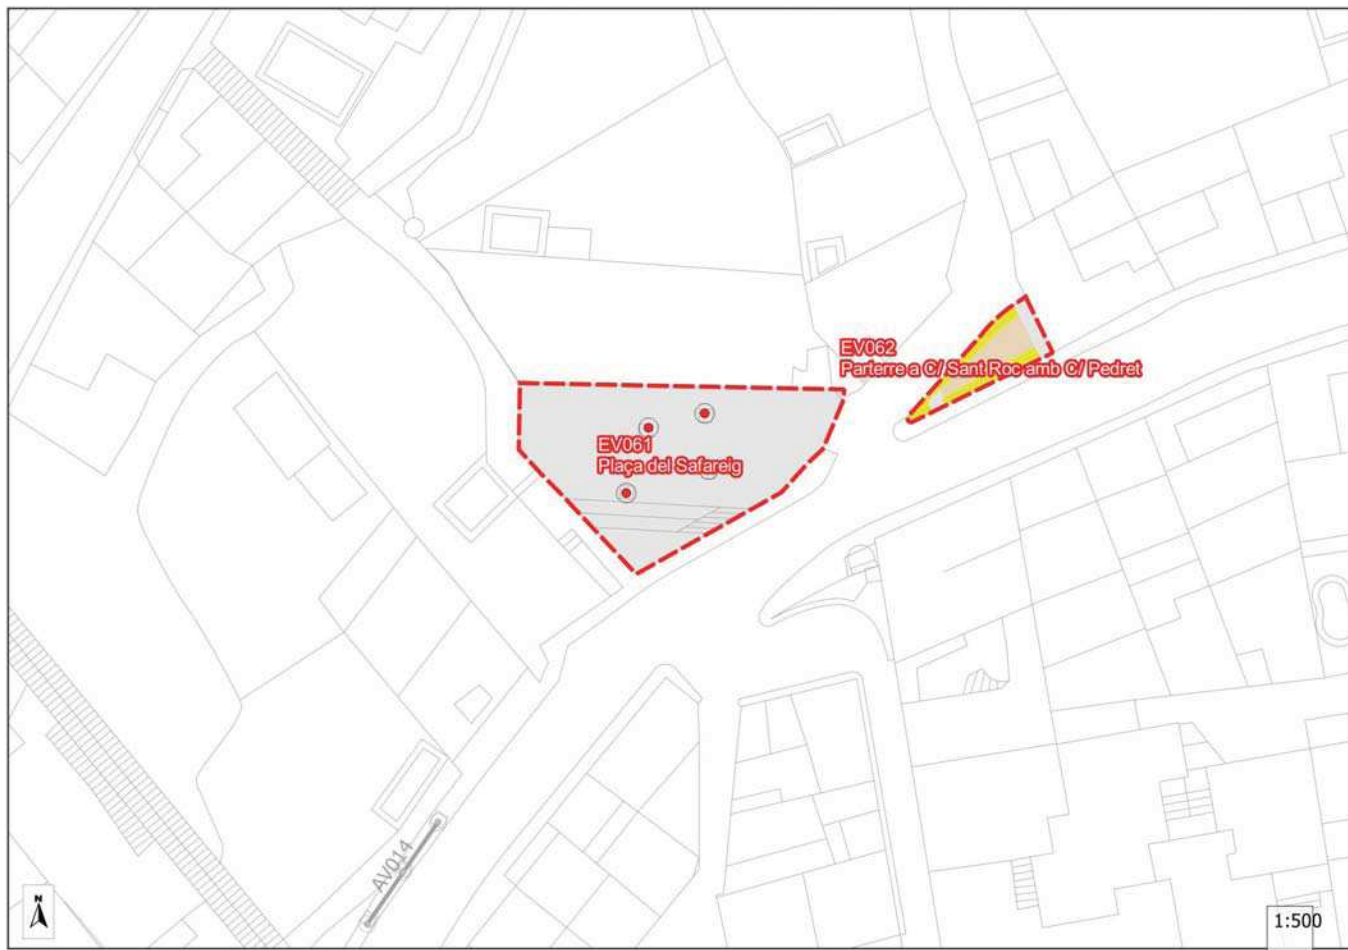 EV062
Parterre a C/ Sant Roc amb C/ Pedret
EV061
Plaça del Safareig
AV014
N
1:500